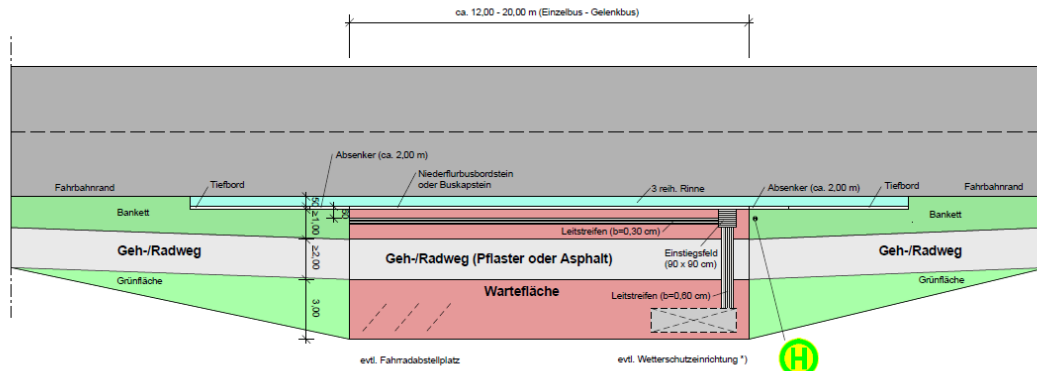 ca. 12,00 - 20,00 m (Einzelbus - Gelenkbus)
Absenker (ca. 2,00 m)
Niederflurbusbordstein
oder Buskapstein
Fahrbahnrand
Tiefbord
3 reih. Rinne
Absenker (ca. 2,00 m)
Tiefbord
Fahrbahnrand
50
50
≥1,00
Bankett
Leitstreifen (b=0,30 cm)
Bankett
≥2,00
Geh-/Radweg
Geh-/Radweg (Pflaster oder Asphalt)
Einstiegsfeld
(90 x 90 cm)
Geh-/Radweg
Grünfläche
3,00
Wartefläche
Leitstreifen (b=0,60 cm)
Grünfläche
evtl. Fahrradabstellplatz
evtl. Wetterschutzeinrichtung *)
H